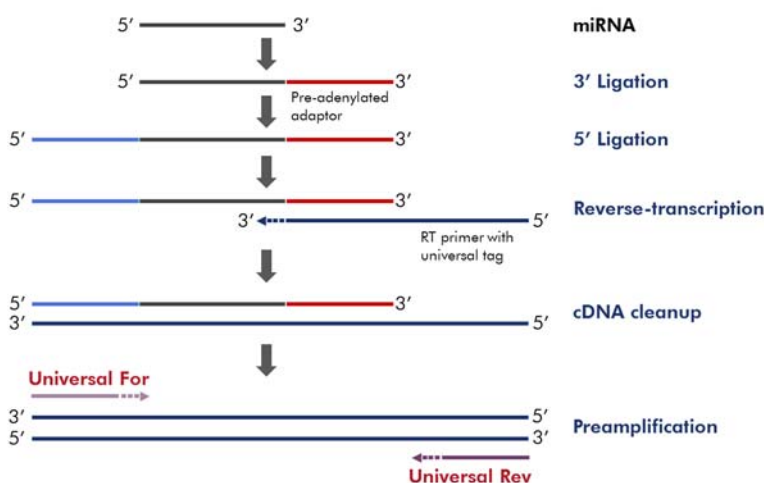 5′ 3′ miRNA
5′ 3′ 3′ Ligation
Pre-adenylated
adaptor
5′ 3′ 5′ Ligation
5′ 3′
Reverse-transcription
3′ 5′
RT primer with
universal tag
5′ 3′
cDNA cleanup
3′ 5′
Universal For
3′ 5′
Preamplification
5′ 3′
Universal Rev